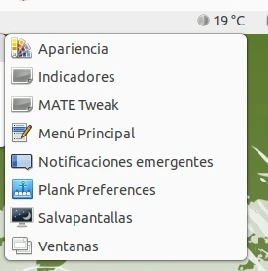 19 °C
Apariencia
Indicadores
MATE Tweak
Menú Principal
Notificaciones emergentes
Plank Preferences
Salvapantallas
Ventanas